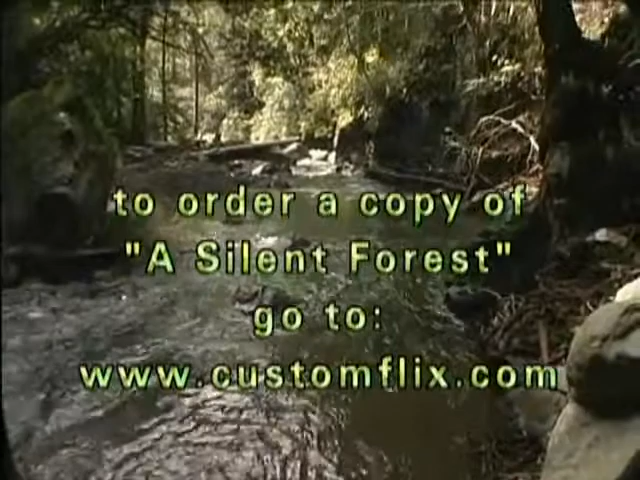 to order a copy of
"A Silent Forest"
go to:
www.customflix.com